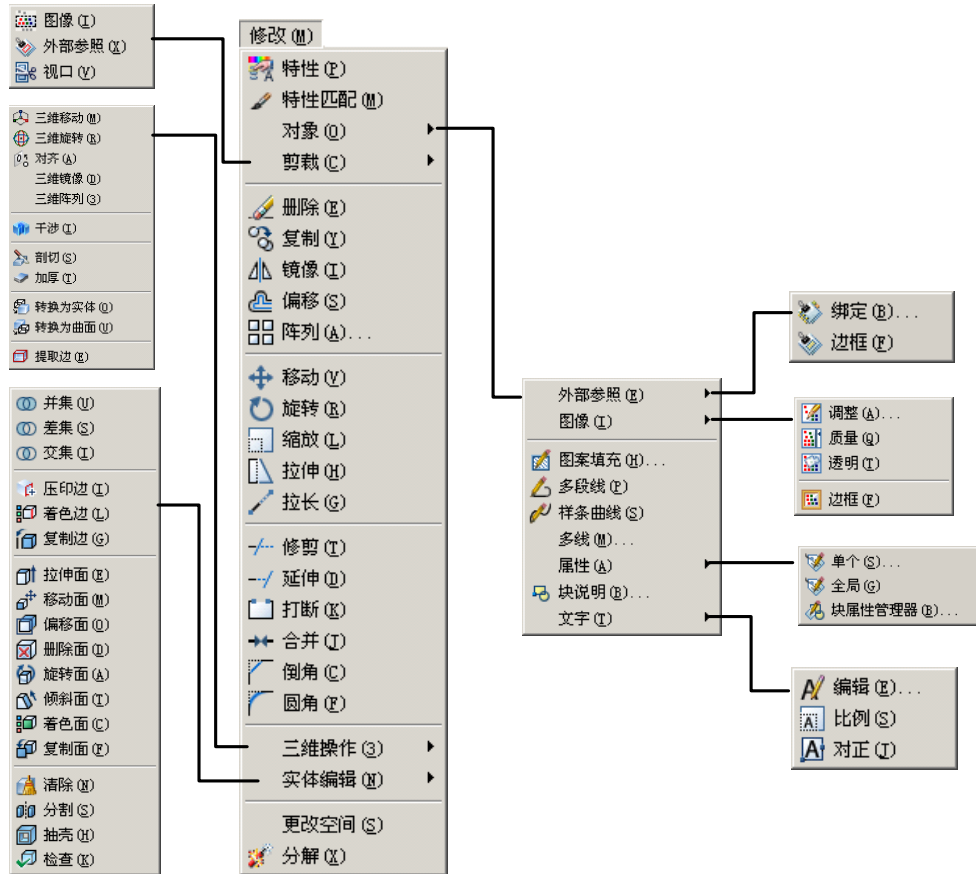 图像(I)
外部参照(X)
视口(V)
三维移动(M)
三维旋转(R)
对齐(A)
三维镜像(D)
三维阵列(3)
干涉(I)
剖切(S)
加厚(T)
转换为实体(O)
转换为曲面(U)
提取边(E)
并集(U)
差集(S)
交集(I)
压印边(I)
着色边(L)
复制边(G)
拉伸面(E)
移动面(M)
偏移面(O)
删除面(D)
旋转面(A)
倾斜面(T)
着色面(C)
复制面(F)
清除(N)
分割(S)
抽壳(H)
检查(K)
修改(M)
特性(P)
特性匹配(M)
对象(O)
剪裁(C)
删除(E)
复制(Y)
镜像(I)
偏移(S)
阵列(A)...
移动(V)
旋转(R)
缩放(L)
拉伸(H)
拉长(G)
修剪(T)
延伸(D)
打断(K)
合并(J)
倒角(C)
圆角(F)
三维操作(3)
实体编辑(N)
更改空间(S)
分解(X)
外部参照(E)
图像(I)
图案填充(H)...
多段线(P)
样条曲线(S)
多线(M)...
属性(A)
块说明(B)...
文字(T)
绑定(B)...
边框(F)
调整(A)...
质量(Q)
透明(T)
边框(F)
单个(S)...
全局(G)
块属性管理器(B)...
编辑(E)...
比例(S)
对正(J)